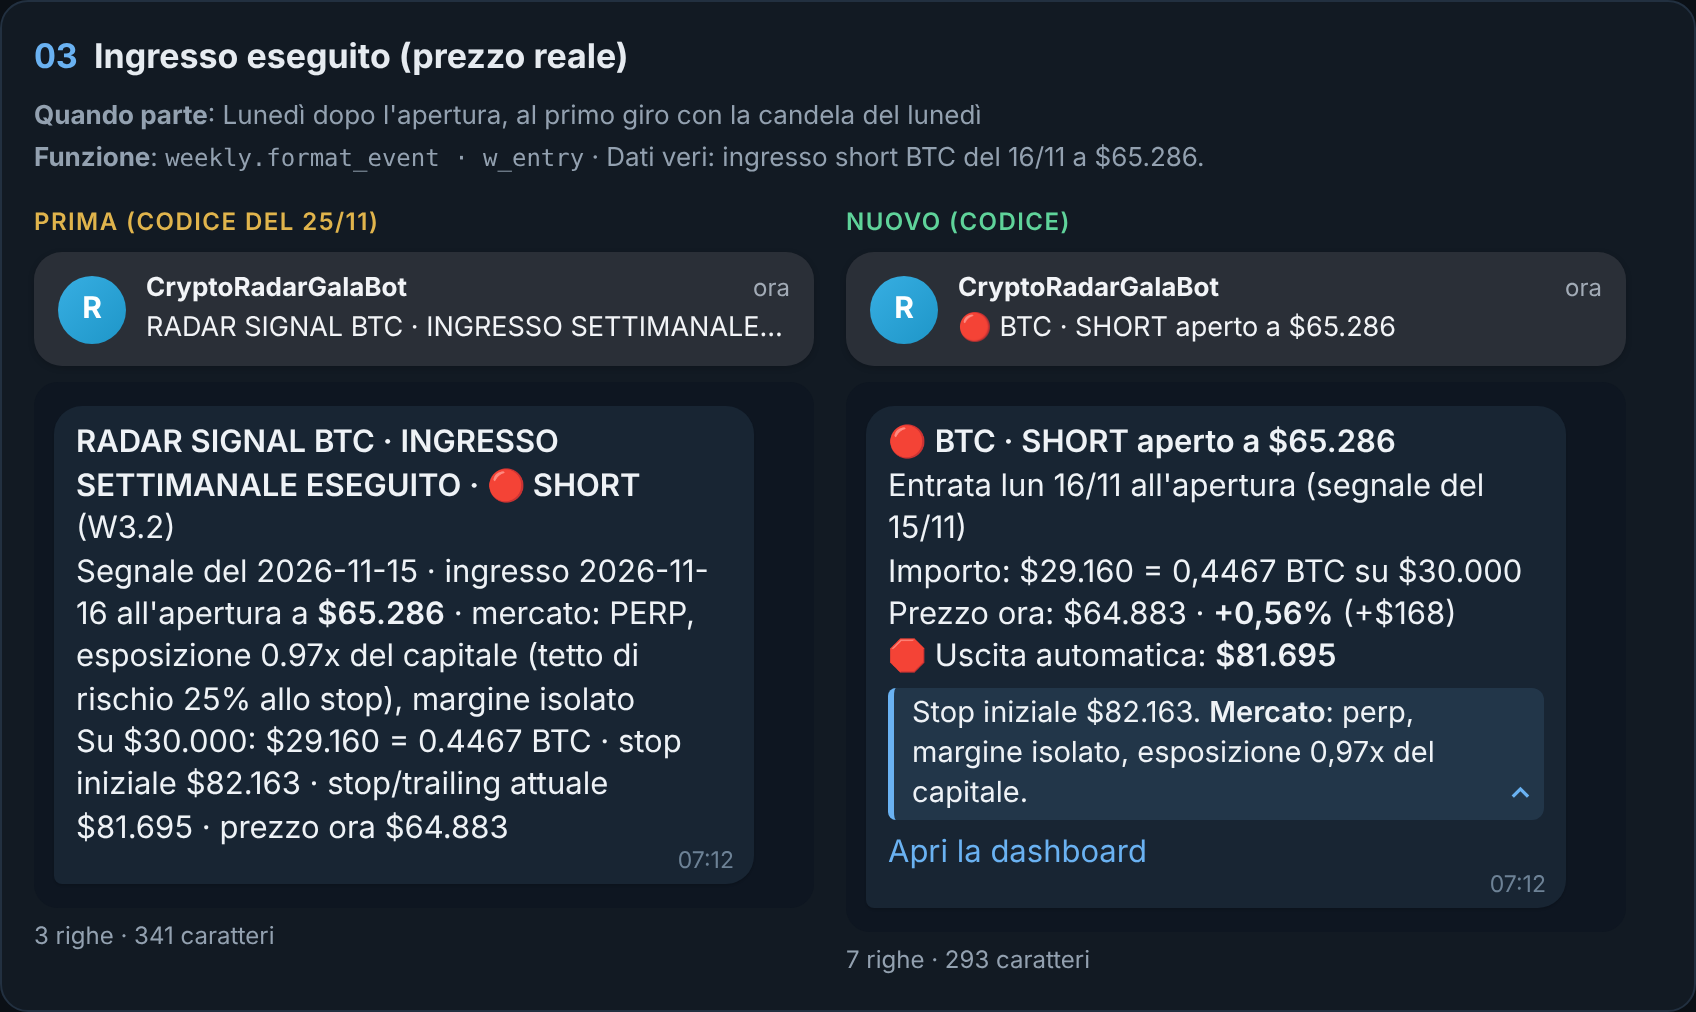 03 Ingresso eseguito (prezzo reale)
Quando parte: Lunedì dopo l'apertura, al primo giro con la candela del lunedì
Funzione: weekly.format_event · w_entry · Dati veri: ingresso short BTC del 16/11 a $65.286.
PRIMA (CODICE DEL 25/11)
R
CryptoRadarGalaBot
ora
RADAR SIGNAL BTC · INGRESSO SETTIMANALE...
RADAR SIGNAL BTC · INGRESSO
SETTIMANALE ESEGUITO · 🔴 SHORT
(W3.2)
Segnale del 2026-11-15 · ingresso 2026-11-
16 all'apertura a $65.286 · mercato: PERP,
esposizione 0.97x del capitale (tetto di
rischio 25% allo stop), margine isolato
Su $30.000: $29.160 = 0.4467 BTC · stop
iniziale $82.163 · stop/trailing attuale
$81.695 · prezzo ora $64.883
07:12
3 righe · 341 caratteri
NUOVO (CODICE)
R
CryptoRadarGalaBot
ora
🔴 BTC · SHORT aperto a $65.286
🔴 BTC · SHORT aperto a $65.286
Entrata lun 16/11 all'apertura (segnale del
15/11)
Importo: $29.160 = 0,4467 BTC su $30.000
Prezzo ora: $64.883 · +0,56% (+$168)
🛑 Uscita automatica: $81.695
Stop iniziale $82.163. Mercato: perp,
margine isolato, esposizione 0,97x del
capitale.
Apri la dashboard
07:12
7 righe · 293 caratteri